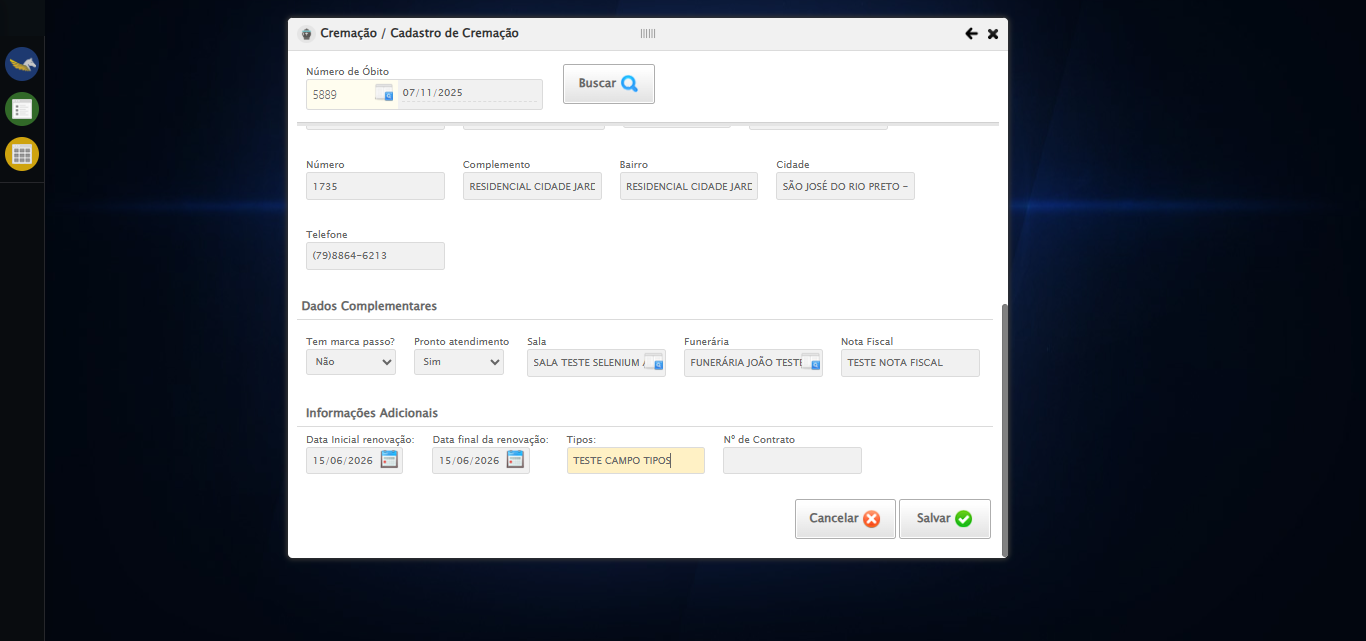 Cremação / Cadastro de Cremação
Número de Óbito
5889 07/11/2025 Buscar
Número Complemento Bairro Cidade
1735 RESIDENCIAL CIDADE JARD RESIDENCIAL CIDADE JARD SÃO JOSÉ DO RIO PRETO -
Telefone
(79)8864-6213
Dados Complementares
Tem marca passo? Pronto atendimento Sala Funerária Nota Fiscal
Não Sim SALA TESTE SELENIUM FUNERÁRIA JOÃO TESTE TESTE NOTA FISCAL
Informações Adicionais
Data Inicial renovação: Data final da renovação: Tipos: Nº de Contrato
15/06/2026 15/06/2026 TESTE CAMPO TIPOS
Cancelar Salvar